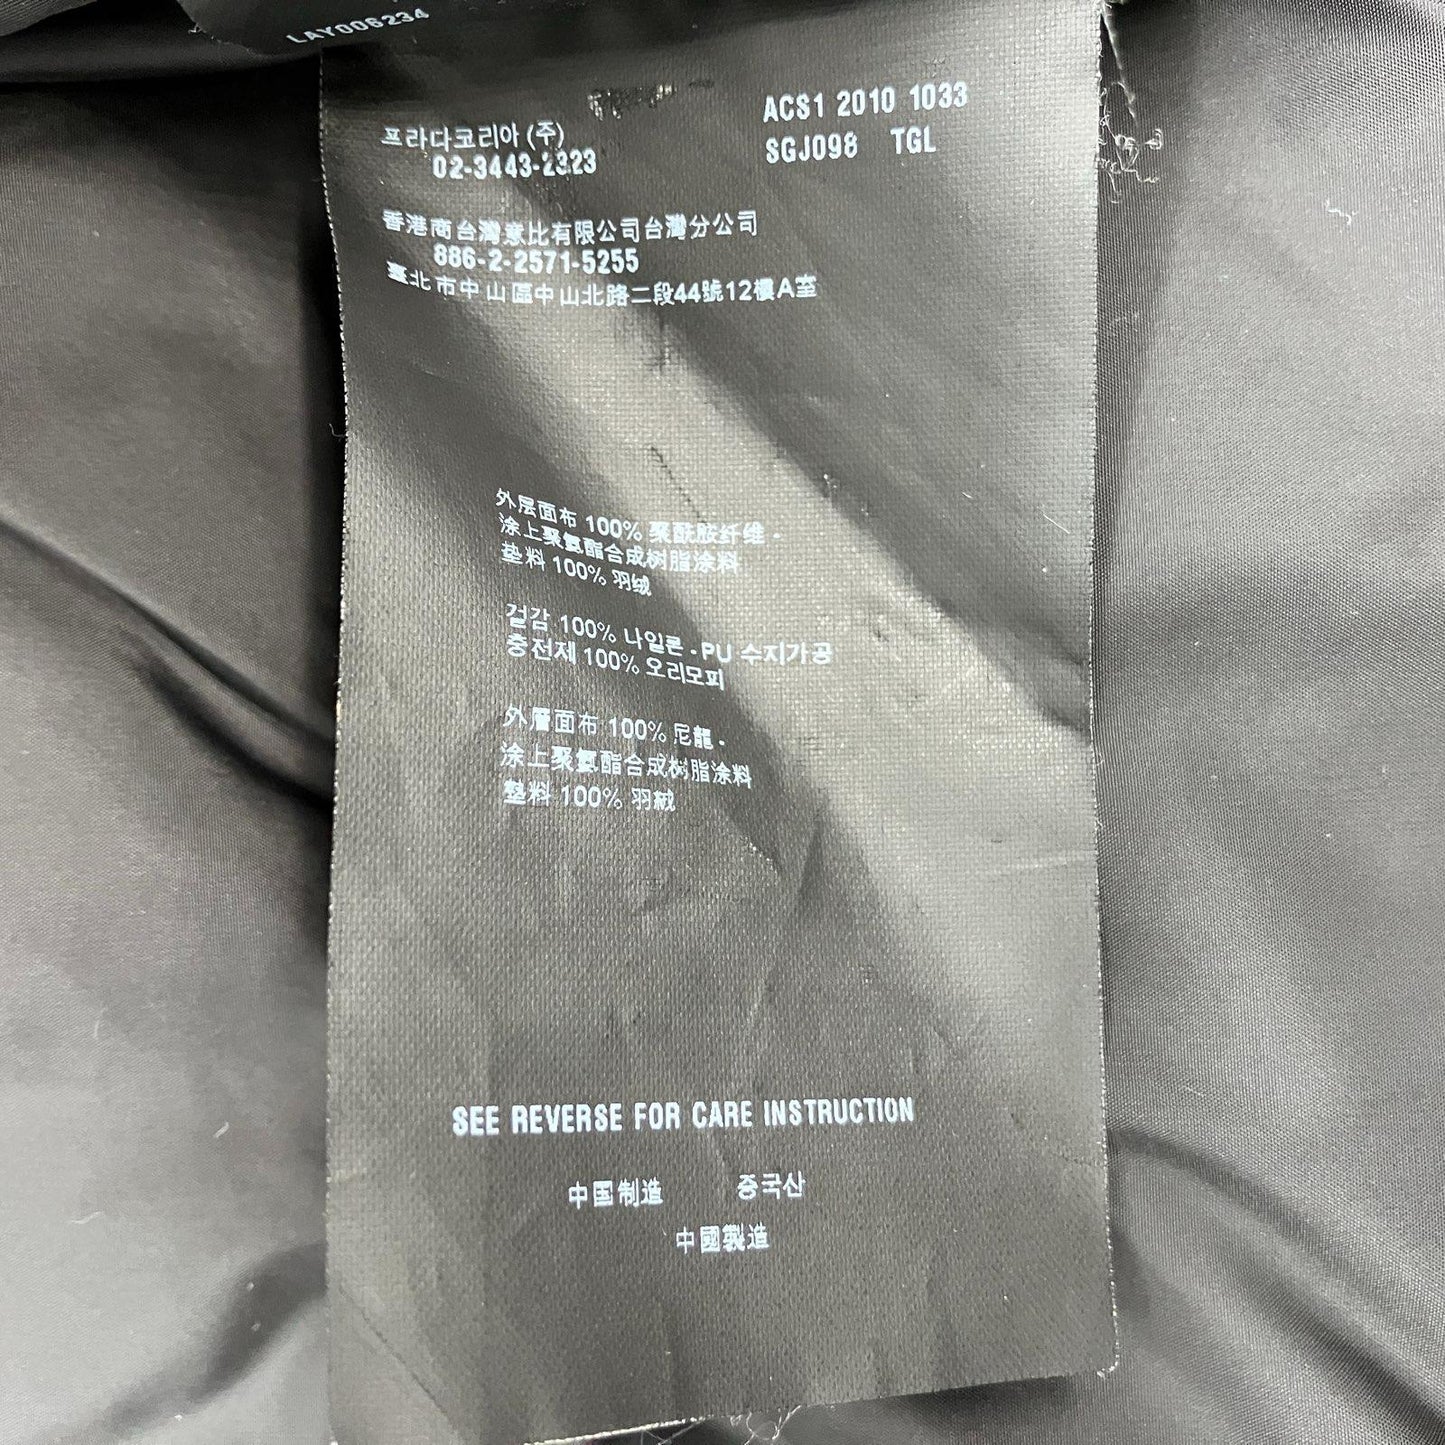 LAY006234
프라다코리아 (주)
02-3443-2323
ACS1 2010 1033
SGJ098 TGL
香港商台灣惠比有限公司台灣分公司
886-2-2571-5255
臺北市中山區中山北路二段44號12樓A室
外层面布 100% 聚酰胺纤维 -
涂上聚氨酯合成树脂涂料
垫料 100% 羽绒
겉감 100% 나일론 - PU 수지가공
충전제 100% 오리모피
外層面布 100% 尼龍 -
涂上聚氨酯合成树脂涂料
墊料 100% 羽絨
SEE REVERSE FOR CARE INSTRUCTION
中国制造 중국산
中國製造